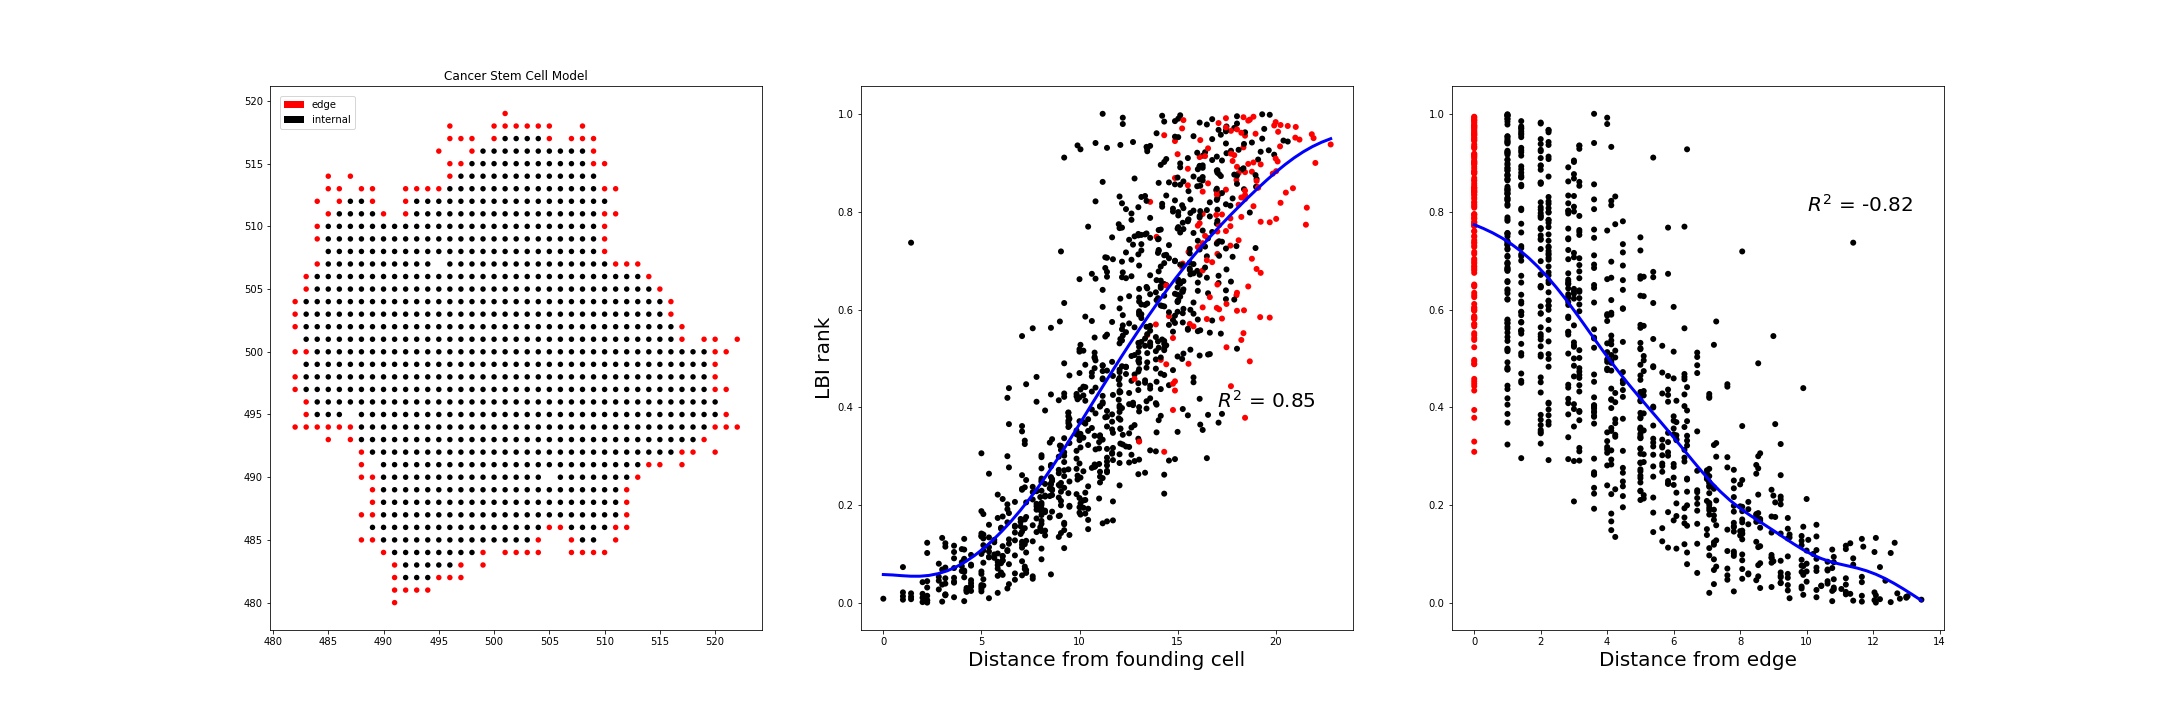 Cancer Stem Cell Model
edge
internal
520
515
510
505
500
495
490
485
480
480 485 490 495 500 505 510 515 520
LBI rank
1.0
0.8
0.6
0.4
0.2
0.0
R² = 0.85
0 5 10 15 20
Distance from founding cell
1.0
0.8
0.6
0.4
0.2
0.0
R² = -0.82
0 2 4 6 8 10 12 14
Distance from edge